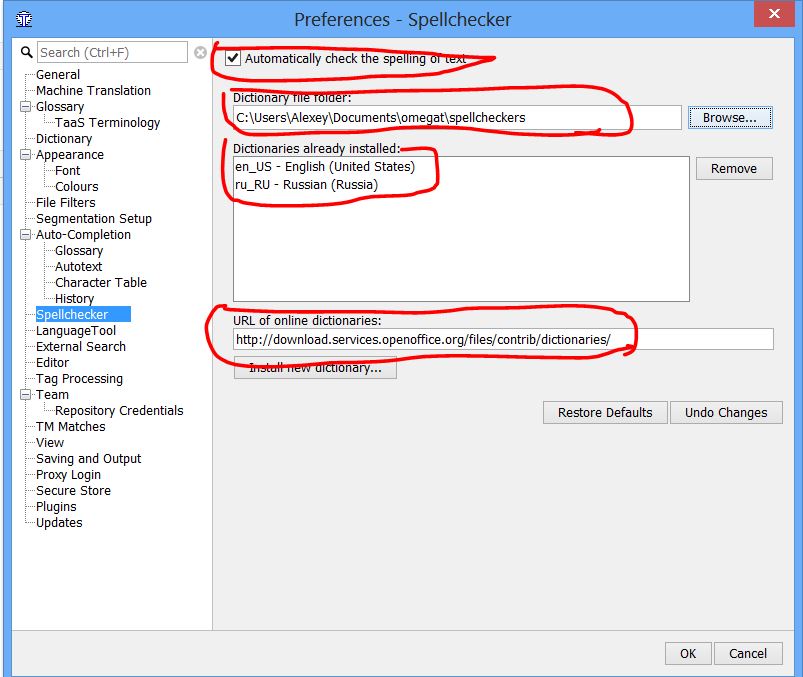 Preferences - Spellchecker
Search (Ctrl+F)
General
Machine Translation
Glossary
TaaS Terminology
Dictionary
Appearance
Font
Colours
File Filters
Segmentation Setup
Auto-Completion
Glossary
Autotext
Character Table
History
Spellchecker
LanguageTool
External Search
Editor
Tag Processing
Team
Repository Credentials
TM Matches
View
Saving and Output
Proxy Login
Secure Store
Plugins
Updates
Automatically check the spelling of text
Dictionary file folder:
C:\Users\Alexey\Documents\omegat\spellcheckers
Browse...
Dictionaries already installed:
en_US - English (United States)
ru_RU - Russian (Russia)
Remove
URL of online dictionaries:
http://download.services.openoffice.org/files/contrib/dictionaries/
Install new dictionary...
Restore Defaults
Undo Changes
OK
Cancel